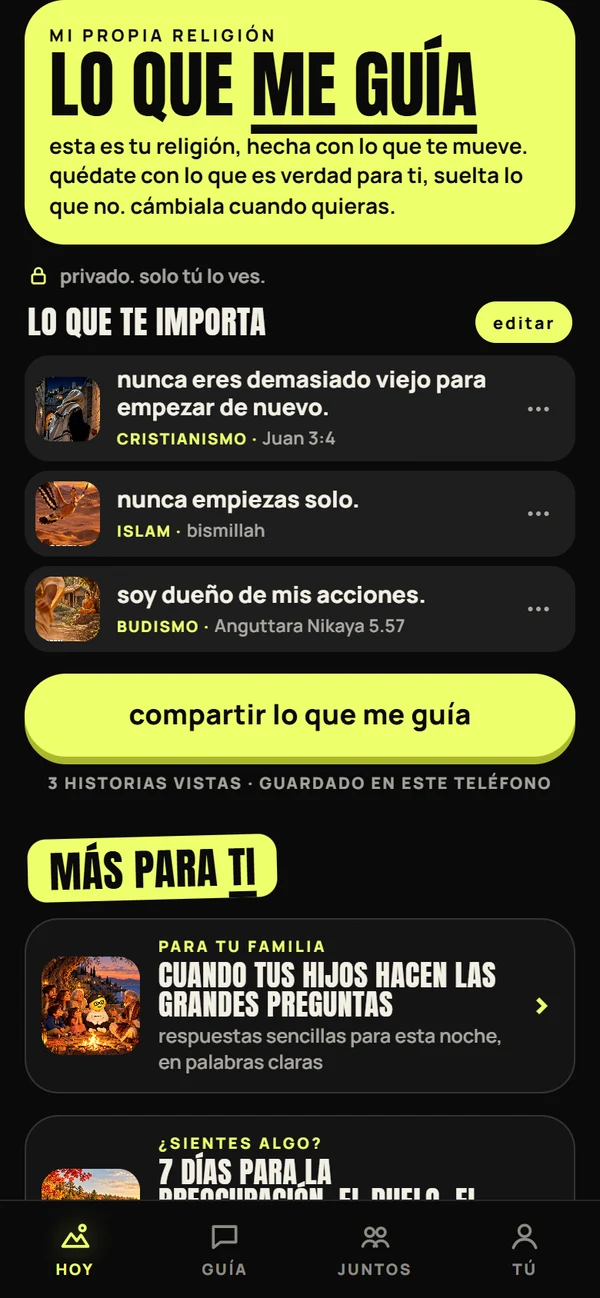 MI PROPIA RELIGIÓN
LO QUE ME GUÍA
esta es tu religión, hecha con lo que te mueve.
quédate con lo que es verdad para ti, suelta lo
que no. cámbiala cuando quieras.
privado. solo tú lo ves.
LO QUE TE IMPORTA
editar
nunca eres demasiado viejo para
empezar de nuevo.
CRISTIANISMO · Juan 3:4
nunca empiezas solo.
ISLAM · bismillah
soy dueño de mis acciones.
BUDISMO · Anguttara Nikaya 5.57
compartir lo que me guía
3 HISTORIAS VISTAS · GUARDADO EN ESTE TELÉFONO
MÁS PARA TI
PARA TU FAMILIA
CUANDO TUS HIJOS HACEN LAS
GRANDES PREGUNTAS
respuestas sencillas para esta noche,
en palabras claras
¿SIENTES ALGO?
7 DÍAS PARA LA
PREOCUPACIÓN, EL DUELO, EL
HOY
GUÍA
JUNTOS
TÚ